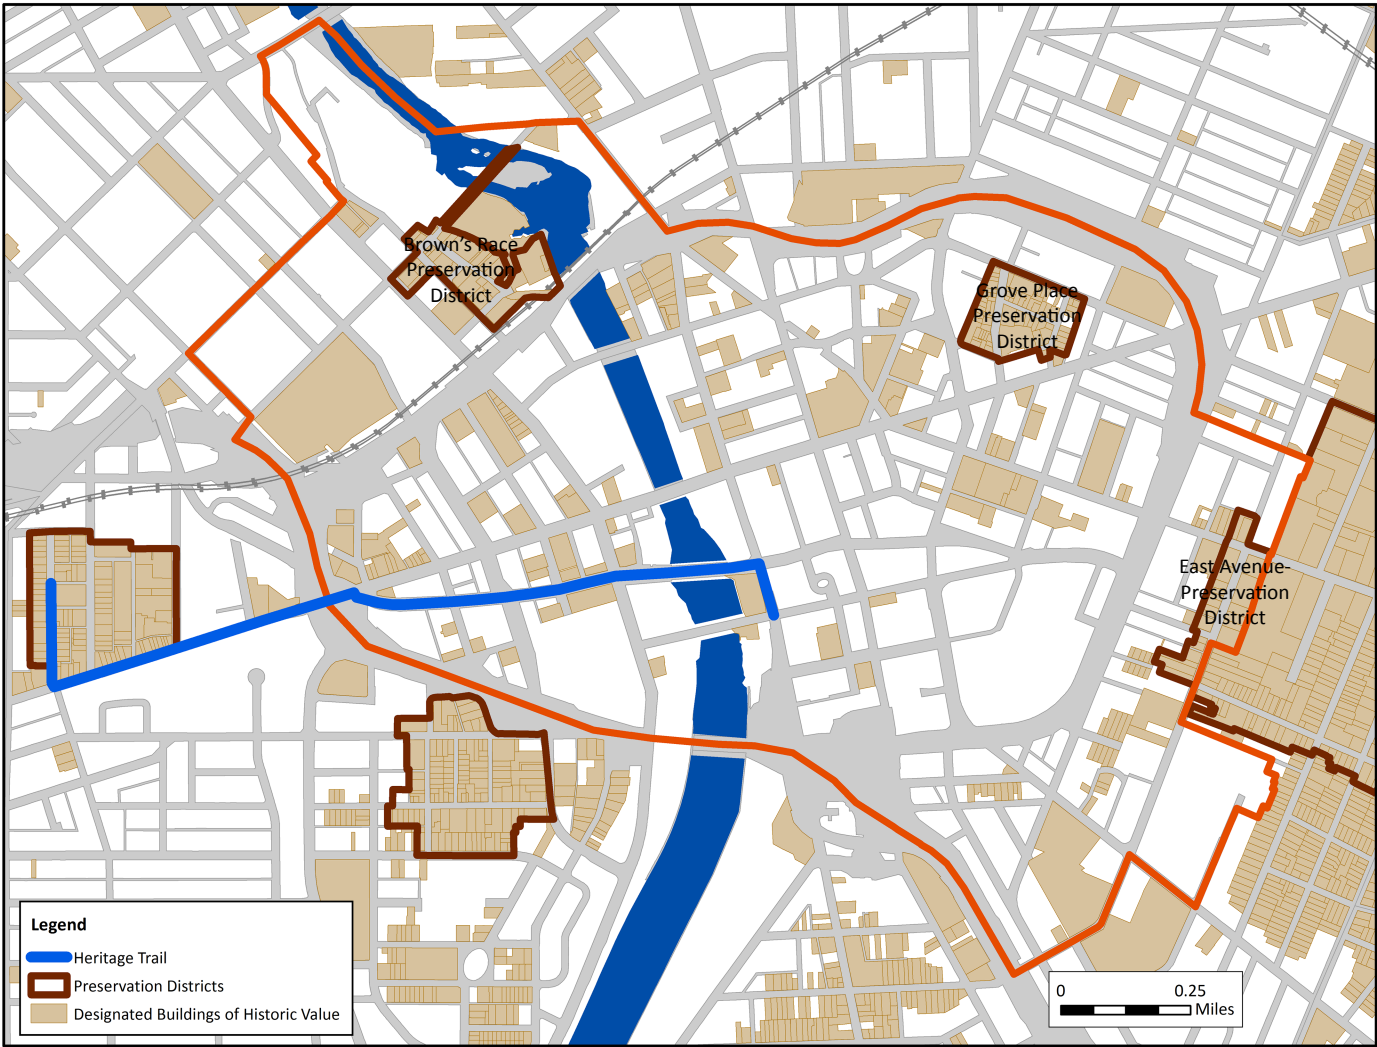 Brown's Race
Preservation
District
Grove Place
Preservation
District
East Avenue-
Preservation
District
Legend
Heritage Trail
Preservation Districts
Designated Buildings of Historic Value
0 0.25
Miles